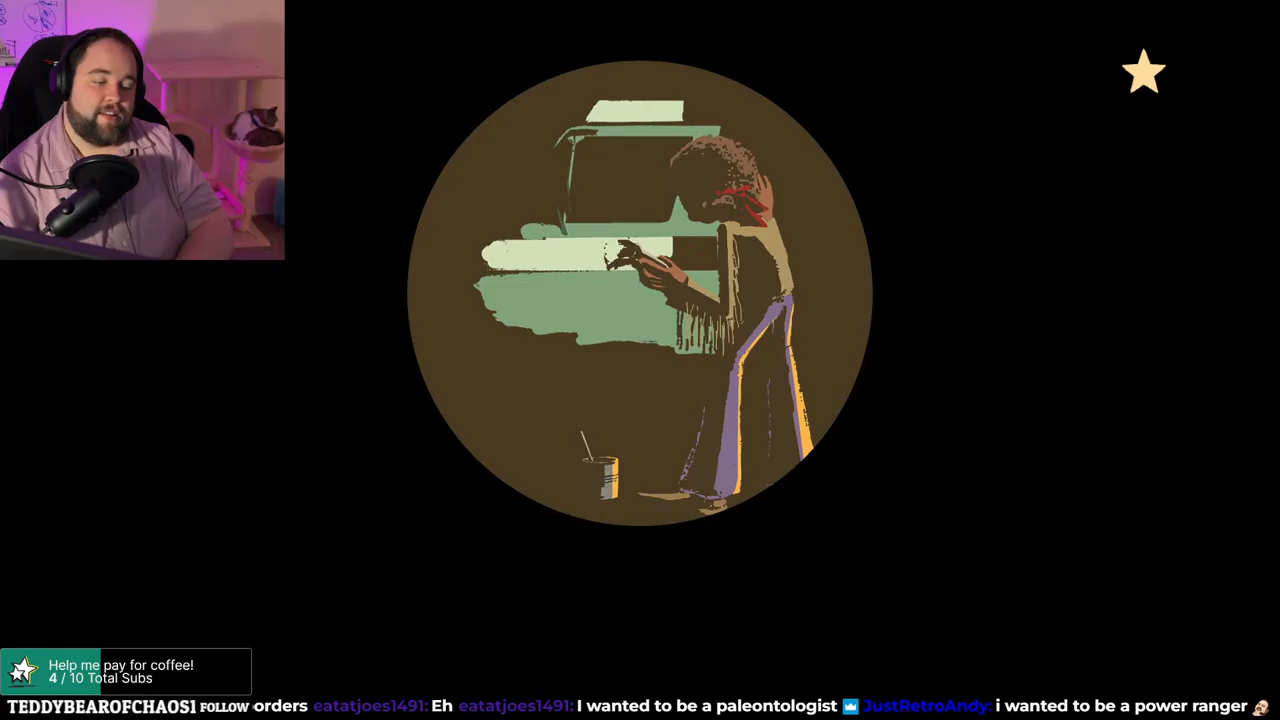 Help me pay for coffee!
4 / 10 Total Subs
TEDDYBEAROFCHAOS1 FOLLOW orders eatatjoes1491: Eh eatatjoes1491: I wanted to be a paleontologist JustRetroAndy: i wanted to be a power ranger